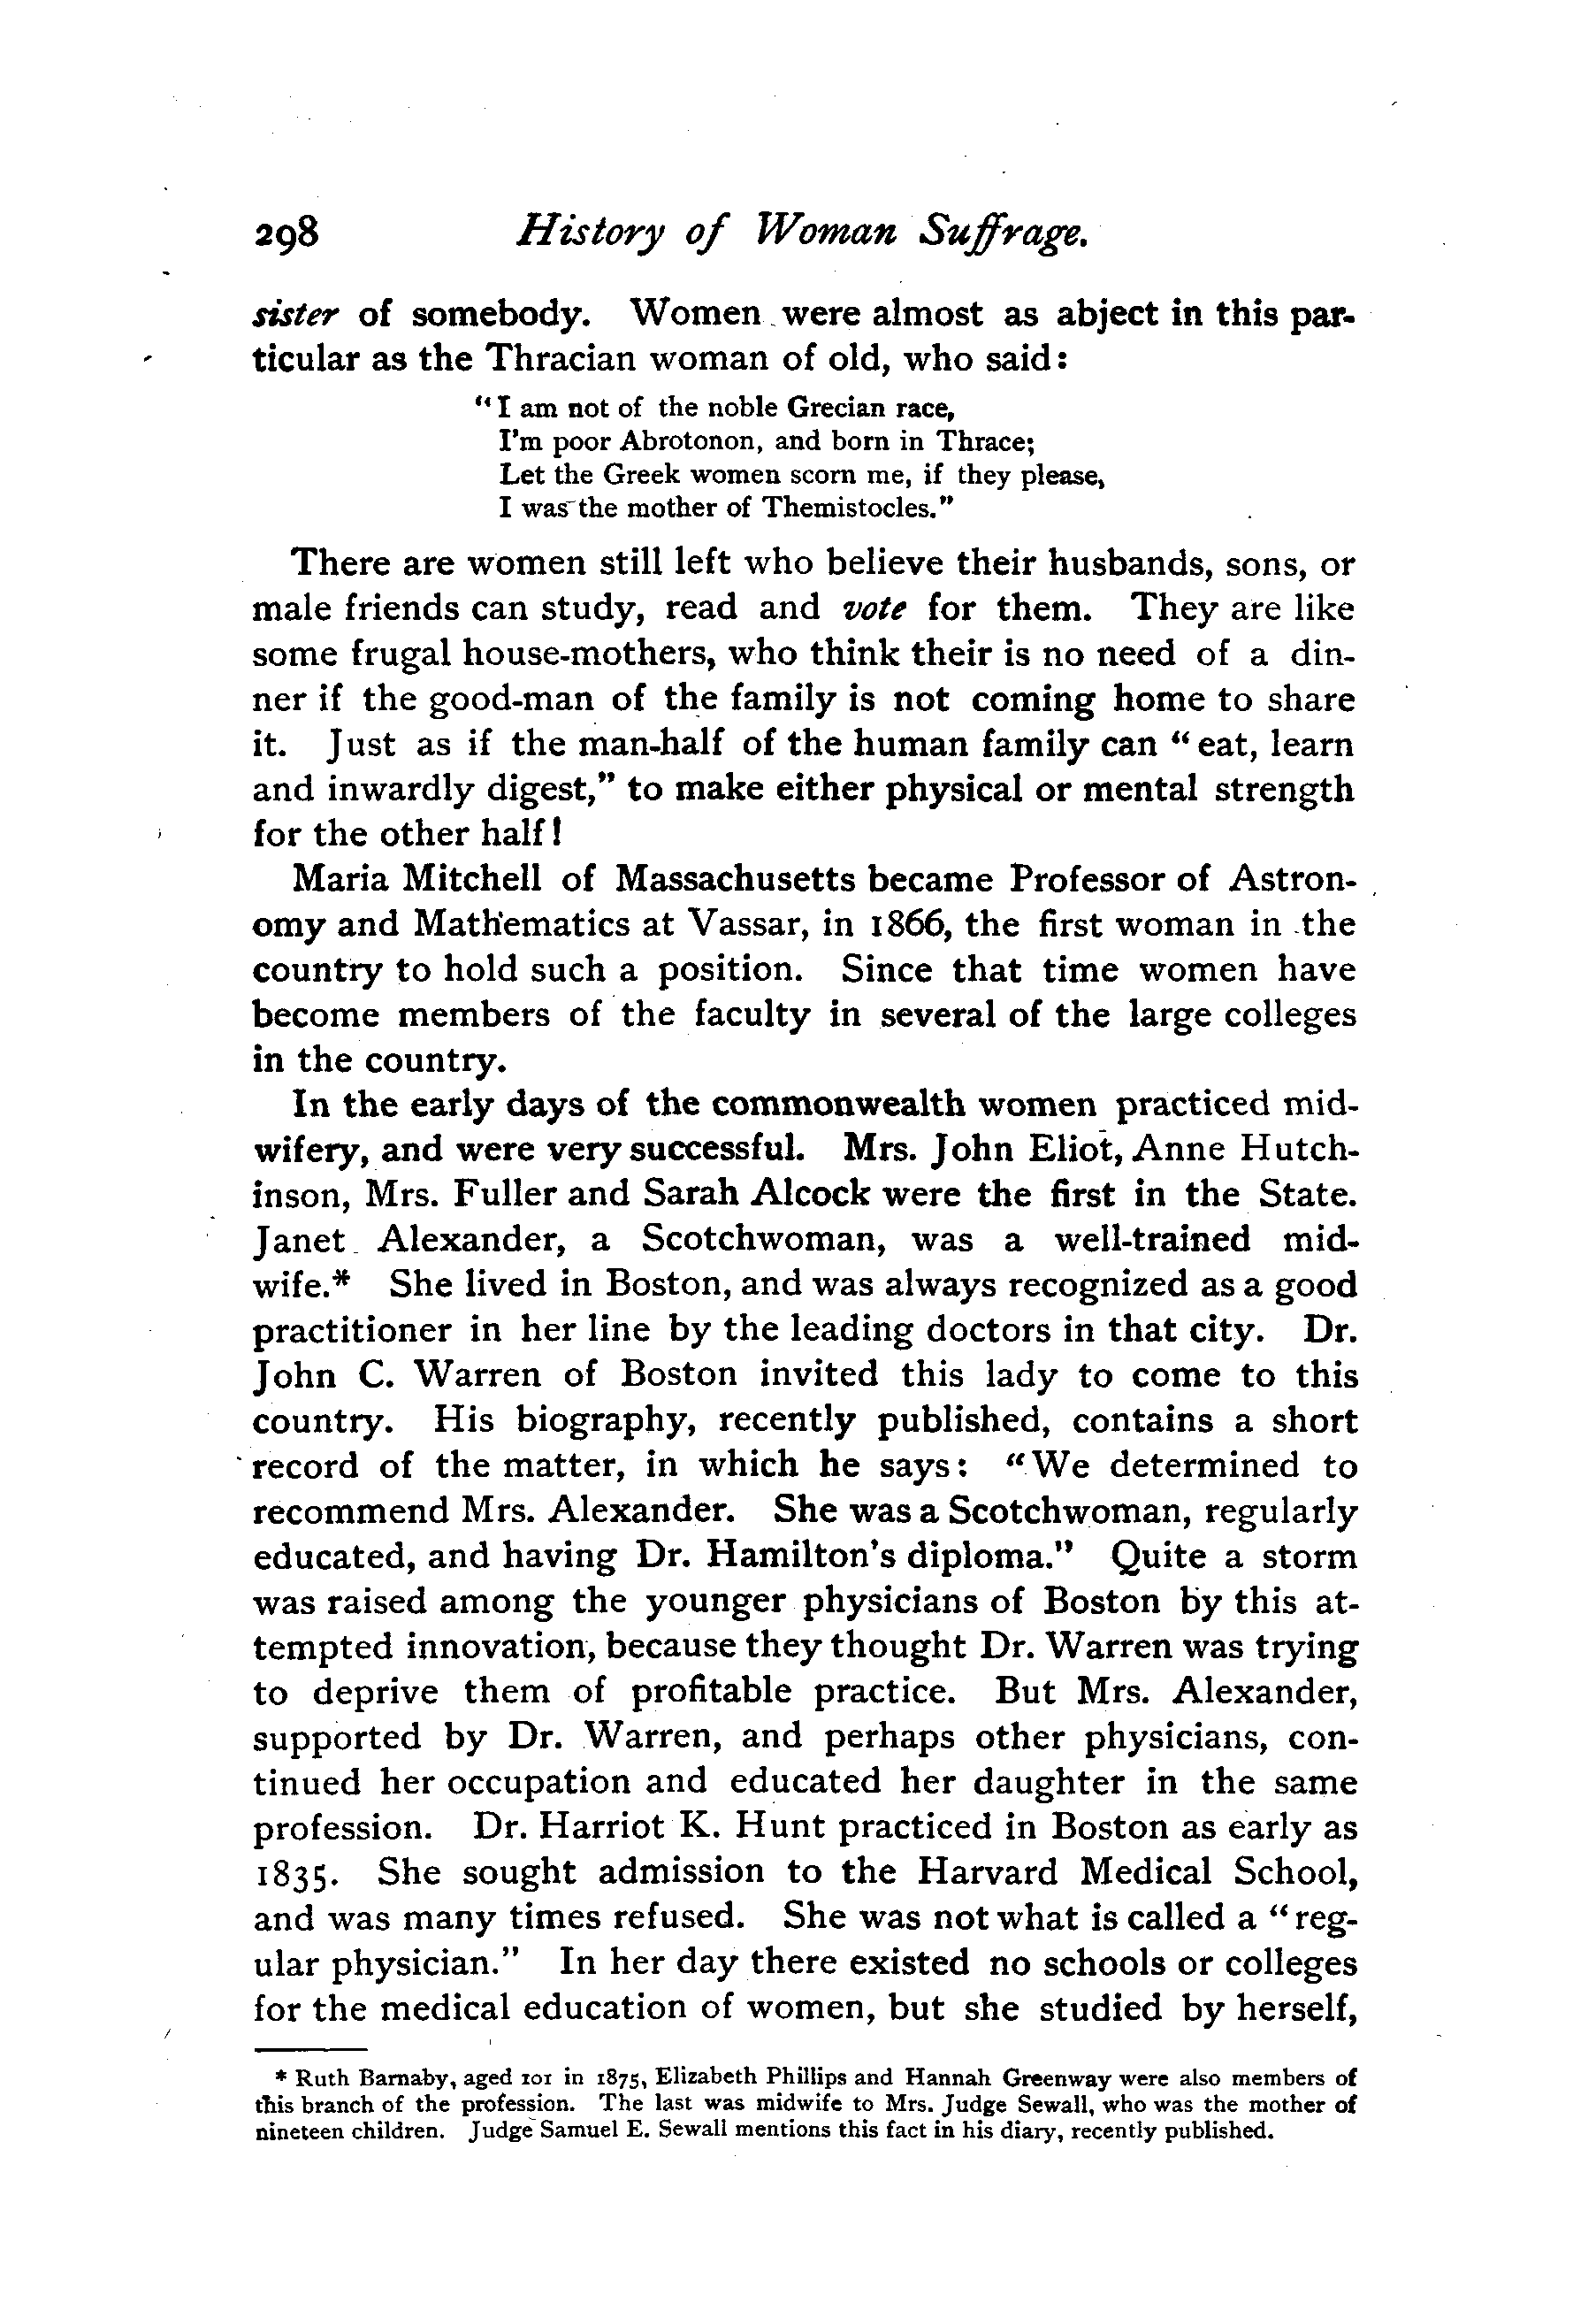 298 History of Woman Suffrage.
sister of somebody. Women were almost as abject in this par-
ticular as the Thracian woman of old, who said:
"I am not of the noble Grecian race,
I'm poor Abrotonon, and born in Thrace;
Let the Greek women scorn me, if they please,
I was the mother of Themistocles."
There are women still left who believe their husbands, sons, or
male friends can study, read and vote for them. They are like
some frugal house-mothers, who think their is no need of a din-
ner if the good-man of the family is not coming home to share
it. Just as if the man-half of the human family can "eat, learn
and inwardly digest," to make either physical or mental strength
for the other half!
Maria Mitchell of Massachusetts became Professor of Astron-
omy and Mathematics at Vassar, in 1866, the first woman in the
country to hold such a position. Since that time women have
become members of the faculty in several of the large colleges
in the country.
In the early days of the commonwealth women practiced mid-
wifery, and were very successful. Mrs. John Eliot, Anne Hutch-
inson, Mrs. Fuller and Sarah Alcock were the first in the State.
Janet Alexander, a Scotchwoman, was a well-trained mid-
wife.* She lived in Boston, and was always recognized as a good
practitioner in her line by the leading doctors in that city. Dr.
John C. Warren of Boston invited this lady to come to this
country. His biography, recently published, contains a short
record of the matter, in which he says: "We determined to
recommend Mrs. Alexander. She was a Scotchwoman, regularly
educated, and having Dr. Hamilton's diploma." Quite a storm
was raised among the younger physicians of Boston by this at-
tempted innovation, because they thought Dr. Warren was trying
to deprive them of profitable practice. But Mrs. Alexander,
supported by Dr. Warren, and perhaps other physicians, con-
tinued her occupation and educated her daughter in the same
profession. Dr. Harriot K. Hunt practiced in Boston as early as
1835. She sought admission to the Harvard Medical School,
and was many times refused. She was not what is called a "reg-
ular physician." In her day there existed no schools or colleges
for the medical education of women, but she studied by herself,
* Ruth Barnaby, aged 101 in 1875, Elizabeth Phillips and Hannah Greenway were also members of
this branch of the profession. The last was midwife to Mrs. Judge Sewall, who was the mother of
nineteen children. Judge Samuel E. Sewall mentions this fact in his diary, recently published.